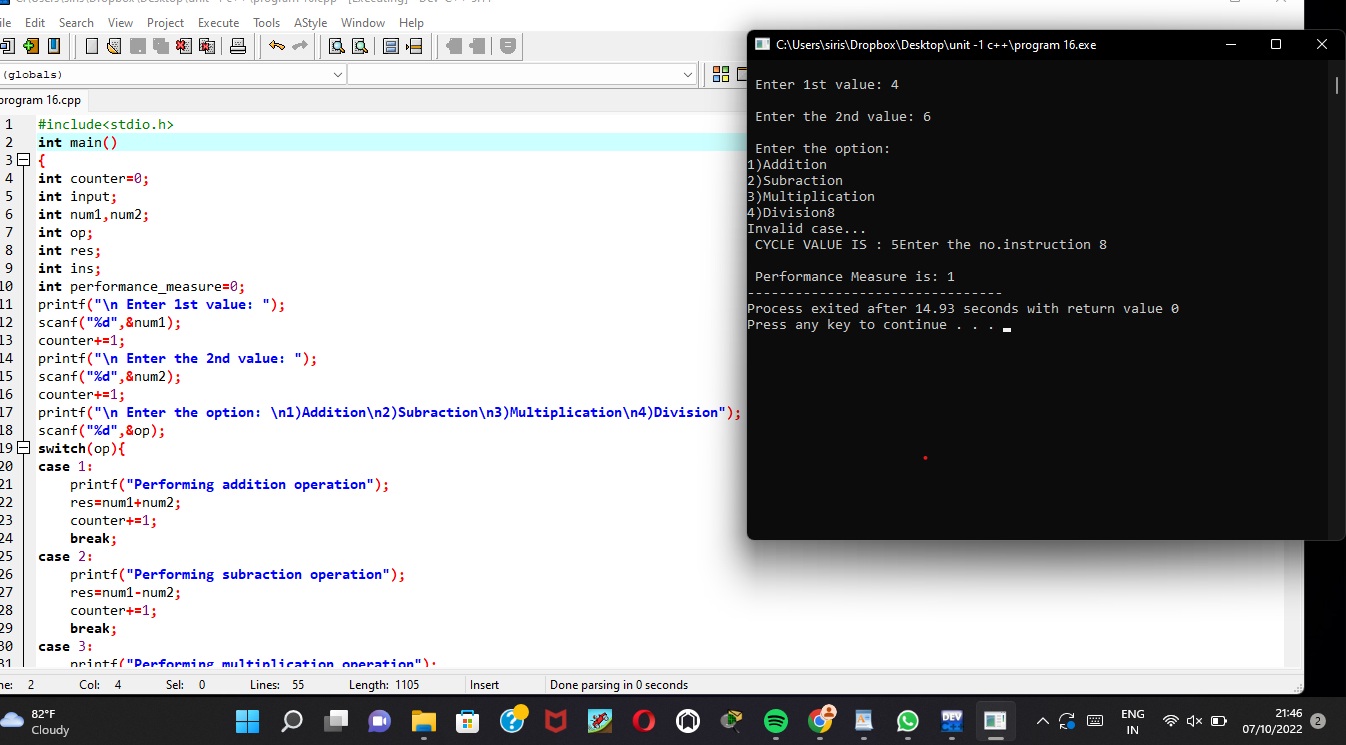 File Edit Search View Project Execute Tools AStyle Window Help
(globals)
program 16.cpp
1 #include<stdio.h>
2 int main()
3 {
4 int counter=0;
5 int input;
6 int num1,num2;
7 int op;
8 int res;
9 int ins;
10 int performance_measure=0;
11 printf("\n Enter 1st value: ");
12 scanf("%d",&num1);
13 counter+=1;
14 printf("\n Enter the 2nd value: ");
15 scanf("%d",&num2);
16 counter+=1;
17 printf("\n Enter the option: \n1)Addition\n2)Subraction\n3)Multiplication\n4)Division");
18 scanf("%d",&op);
19 switch(op){
20 case 1:
21 printf("Performing addition operation");
22 res=num1+num2;
23 counter+=1;
24 break;
25 case 2:
26 printf("Performing subraction operation");
27 res=num1-num2;
28 counter+=1;
29 break;
30 case 3:
31 printf("Performing multiplication operation");
C:\Users\siris\Dropbox\Desktop\unit -1 c++\program 16.exe
Enter 1st value: 4
Enter the 2nd value: 6
Enter the option:
1)Addition
2)Subraction
3)Multiplication
4)Division8
Invalid case...
CYCLE VALUE IS : 5Enter the no.instruction 8
Performance Measure is: 1
--------------------------------
Process exited after 14.93 seconds with return value 0
Press any key to continue . . .
ne: 2 Col: 4 Sel: 0 Lines: 55 Length: 1105 Insert Done parsing in 0 seconds
82°F
Cloudy
DEV
ENG
IN
21:46
07/10/2022
2